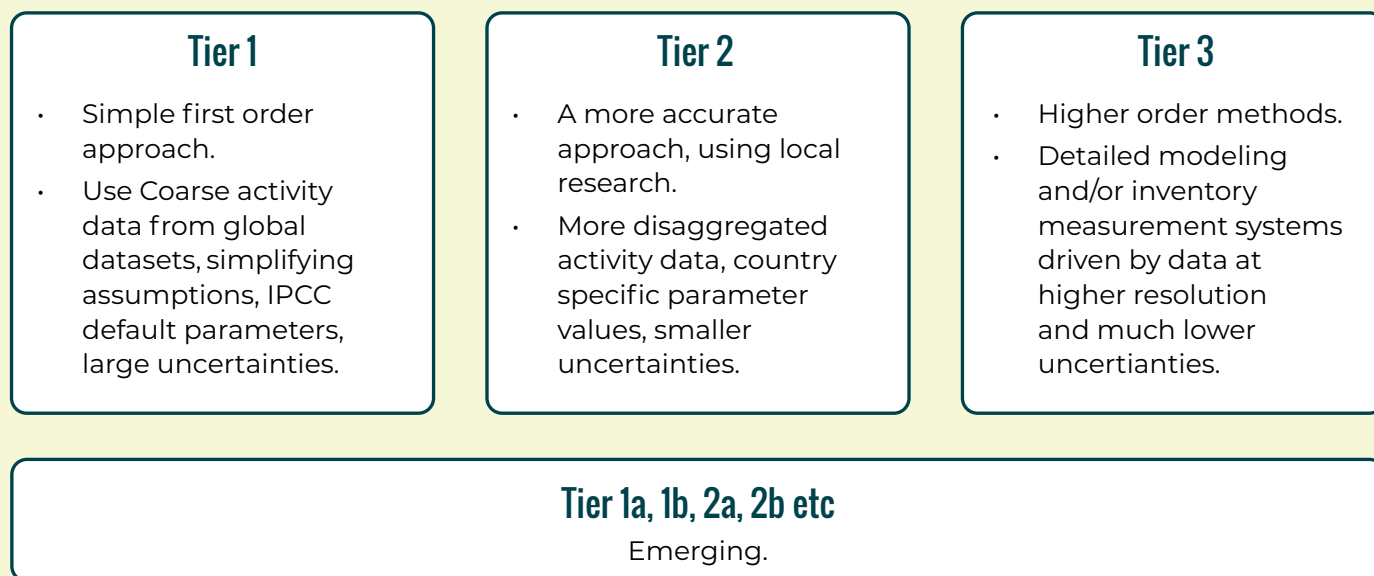 Tier 1
· Simple first order
approach.
· Use Coarse activity
data from global
datasets, simplifying
assumptions, IPCC
default parameters,
large uncertainties.
Tier 2
· A more accurate
approach, using local
research.
· More disaggregated
activity data, country
specific parameter
values, smaller
uncertainties.
Tier 3
· Higher order methods.
· Detailed modeling
and/or inventory
measurement systems
driven by data at
higher resolution
and much lower
uncertianties.
Tier 1a, 1b, 2a, 2b etc
Emerging.